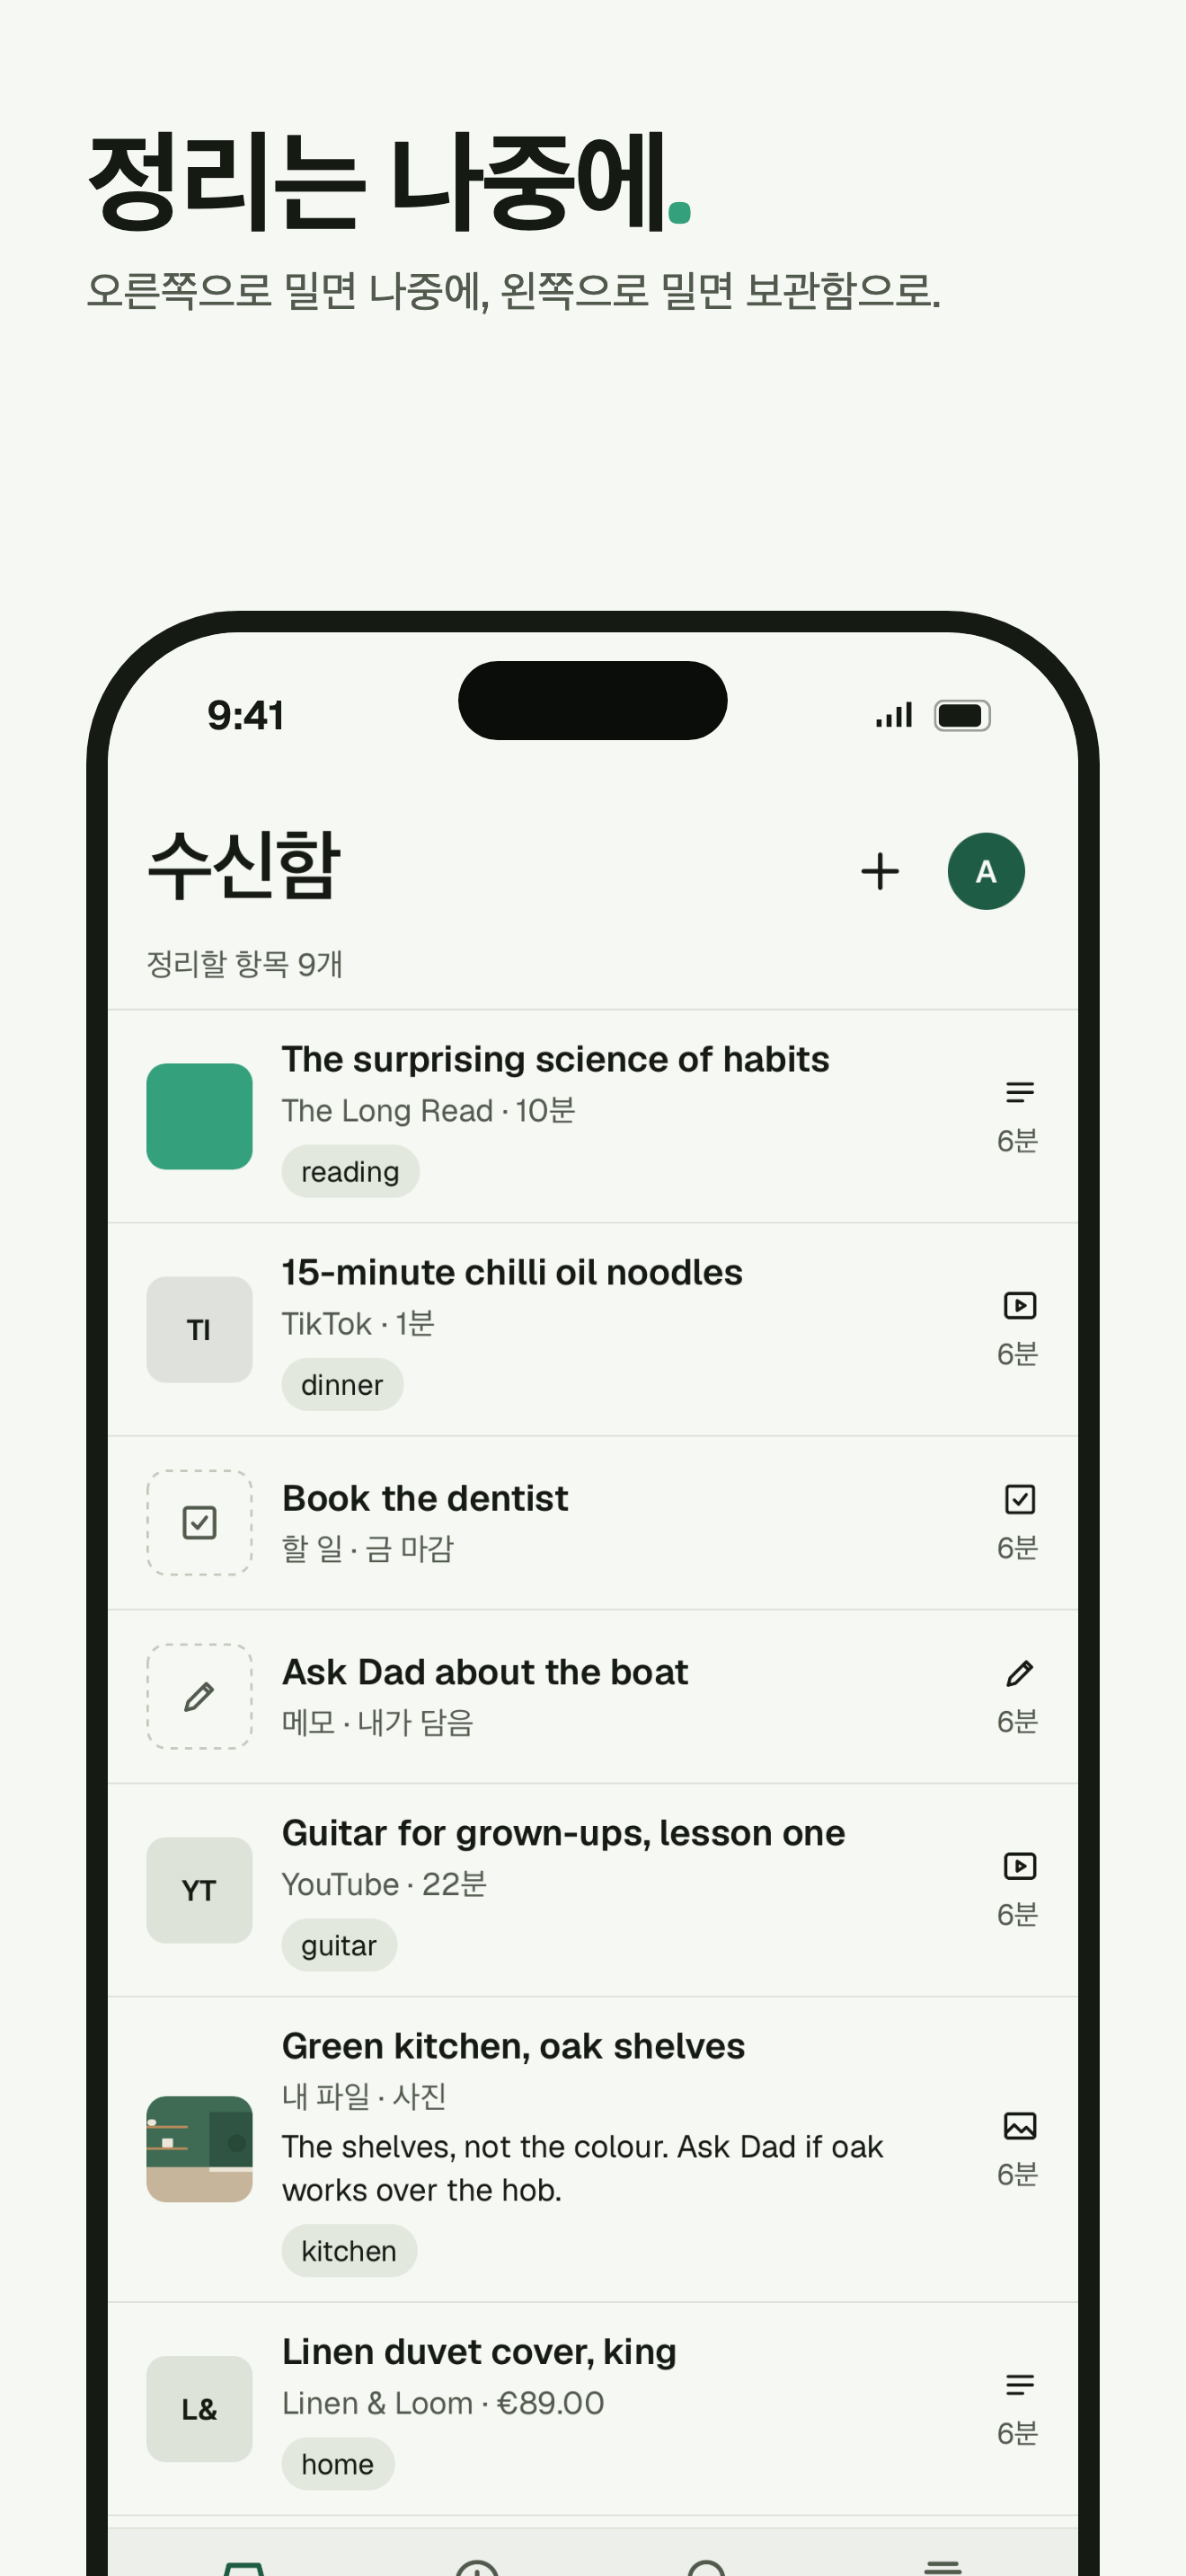 정리는 나중에.
오른쪽으로 밀면 나중에, 왼쪽으로 밀면 보관함으로.
9:41
수신함
A
정리할 항목 9개
The surprising science of habits
The Long Read · 10분
6분
reading
15-minute chilli oil noodles
TI
TikTok · 1분
6분
dinner
Book the dentist
할 일 · 금 마감
6분
Ask Dad about the boat
메모 · 내가 담음
6분
Guitar for grown-ups, lesson one
YT
YouTube · 22분
6분
guitar
Green kitchen, oak shelves
내 파일 · 사진
The shelves, not the colour. Ask Dad if oak
works over the hob.
6분
kitchen
Linen duvet cover, king
L&
Linen & Loom · €89.00
6분
home